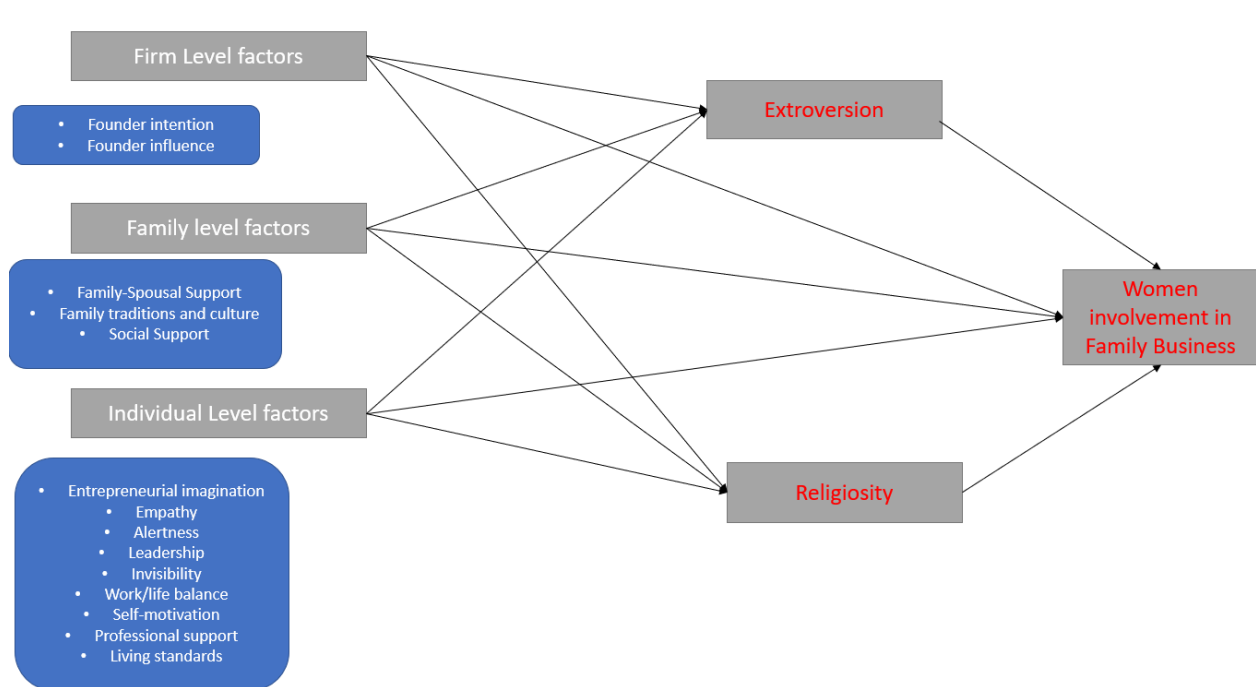 Firm Level factors
• Founder intention
• Founder influence
Family level factors
• Family-Spousal Support
• Family traditions and culture
• Social Support
Individual Level factors
• Entrepreneurial imagination
• Empathy
• Alertness
• Leadership
• Invisibility
• Work/life balance
• Self-motivation
• Professional support
• Living standards
Extroversion
Religiosity
Women
involvement in
Family Business